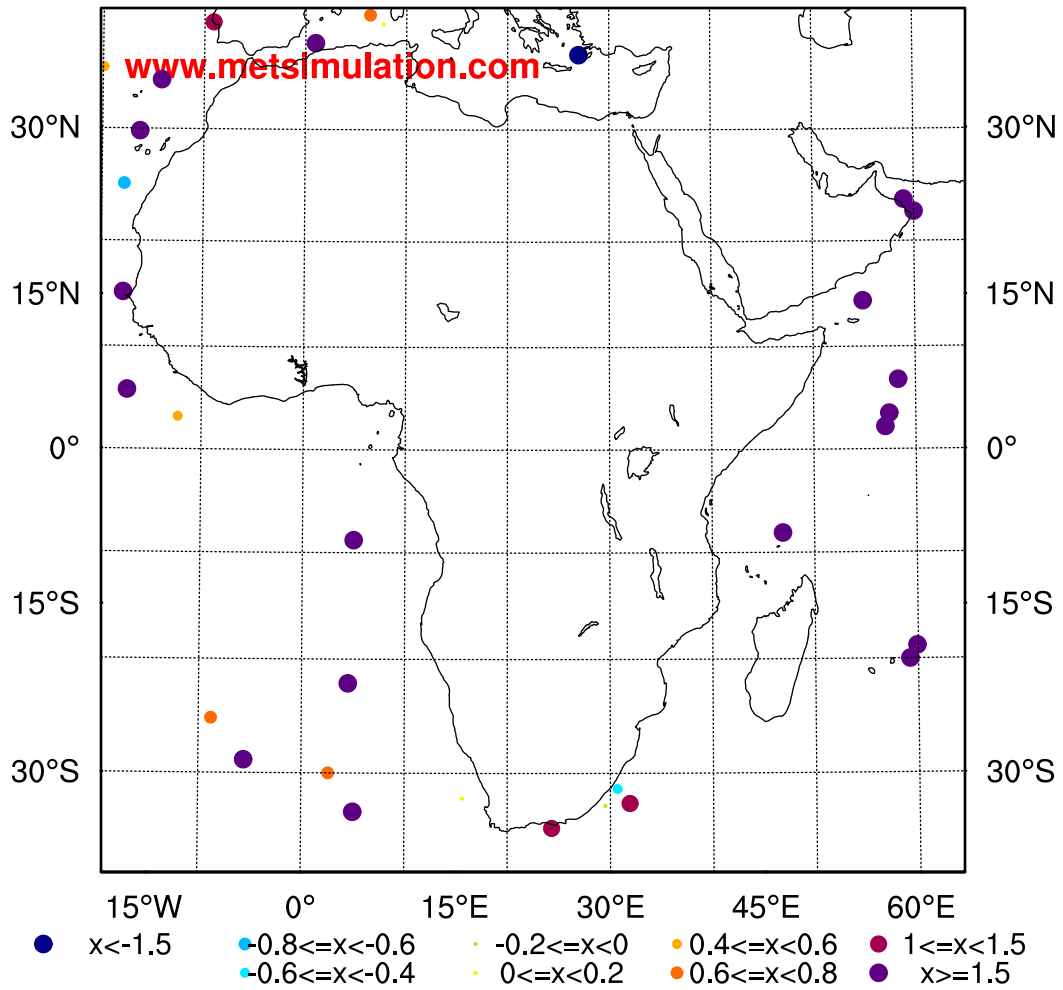 www.metsimulation.com
30°N 30°N
15°N 15°N
0° 0°
15°S 15°S
30°S 30°S
15°W 0° 15°E 30°E 45°E 60°E
x<-1.5 -0.8<=x<-0.6 -0.2<=x<0 0.4<=x<0.6 1<=x<1.5
-0.6<=x<-0.4 0<=x<0.2 0.6<=x<0.8 x>=1.5